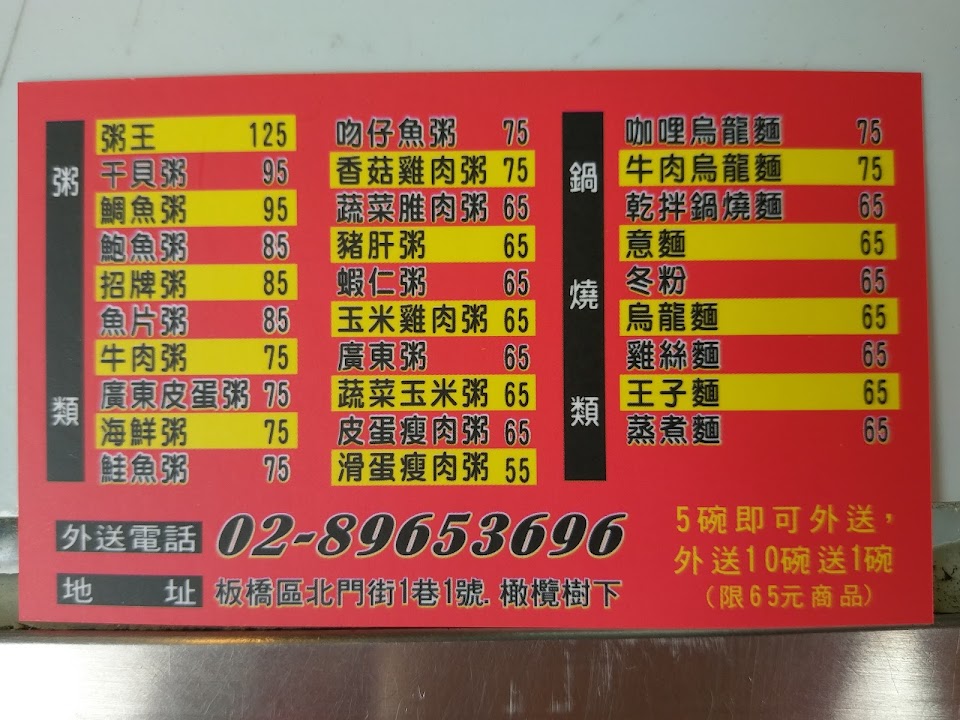 粥類
粥王 125
干貝粥 95
鯛魚粥 95
鮑魚粥 85
招牌粥 85
魚片粥 85
牛肉粥 75
廣東皮蛋粥 75
海鮮粥 75
鮭魚粥 75
吻仔魚粥 75
香菇雞肉粥 75
蔬菜脽肉粥 65
豬肝粥 65
蝦仁粥 65
玉米雞肉粥 65
廣東粥 65
蔬菜玉米粥 65
皮蛋瘦肉粥 65
滑蛋瘦肉粥 55
鍋燒類
咖哩烏龍麵 75
牛肉烏龍麵 75
乾拌鍋燒麵 65
意麵 65
冬粉 65
烏龍麵 65
雞絲麵 65
王子麵 65
蒸煮麵 65
外送電話 02-89653696
地址 板橋區北門街1巷1號.橄欖樹下
5碗即可外送，
外送10碗送1碗
（限65元商品）